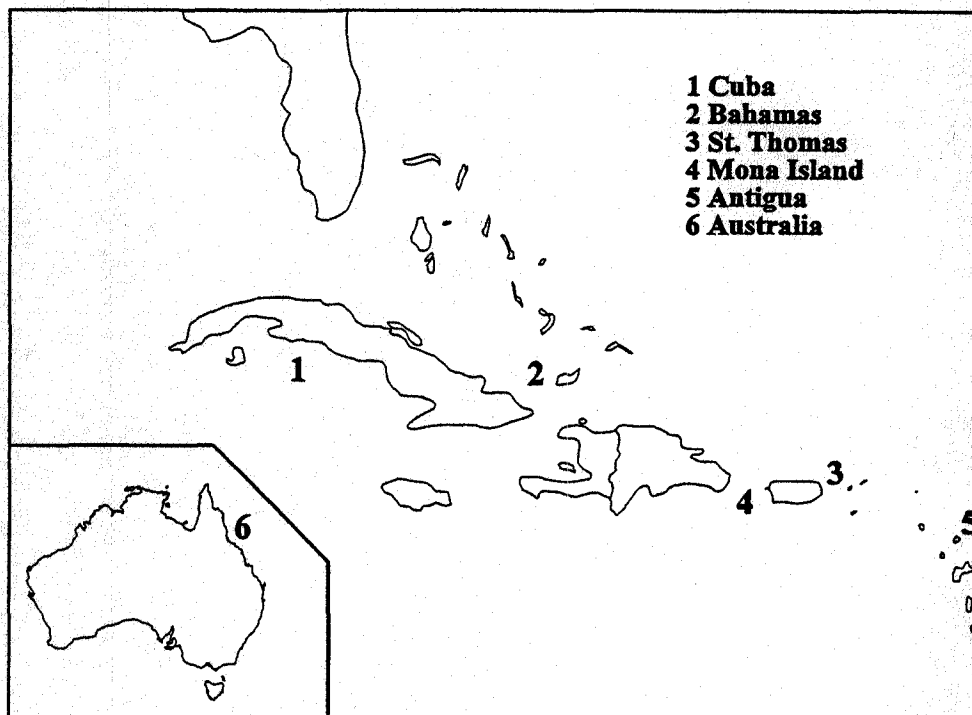 1 Cuba
2 Bahamas
3 St. Thomas
4 Mona Island
5 Antigua
6 Australia
1
2
3
4
5
6